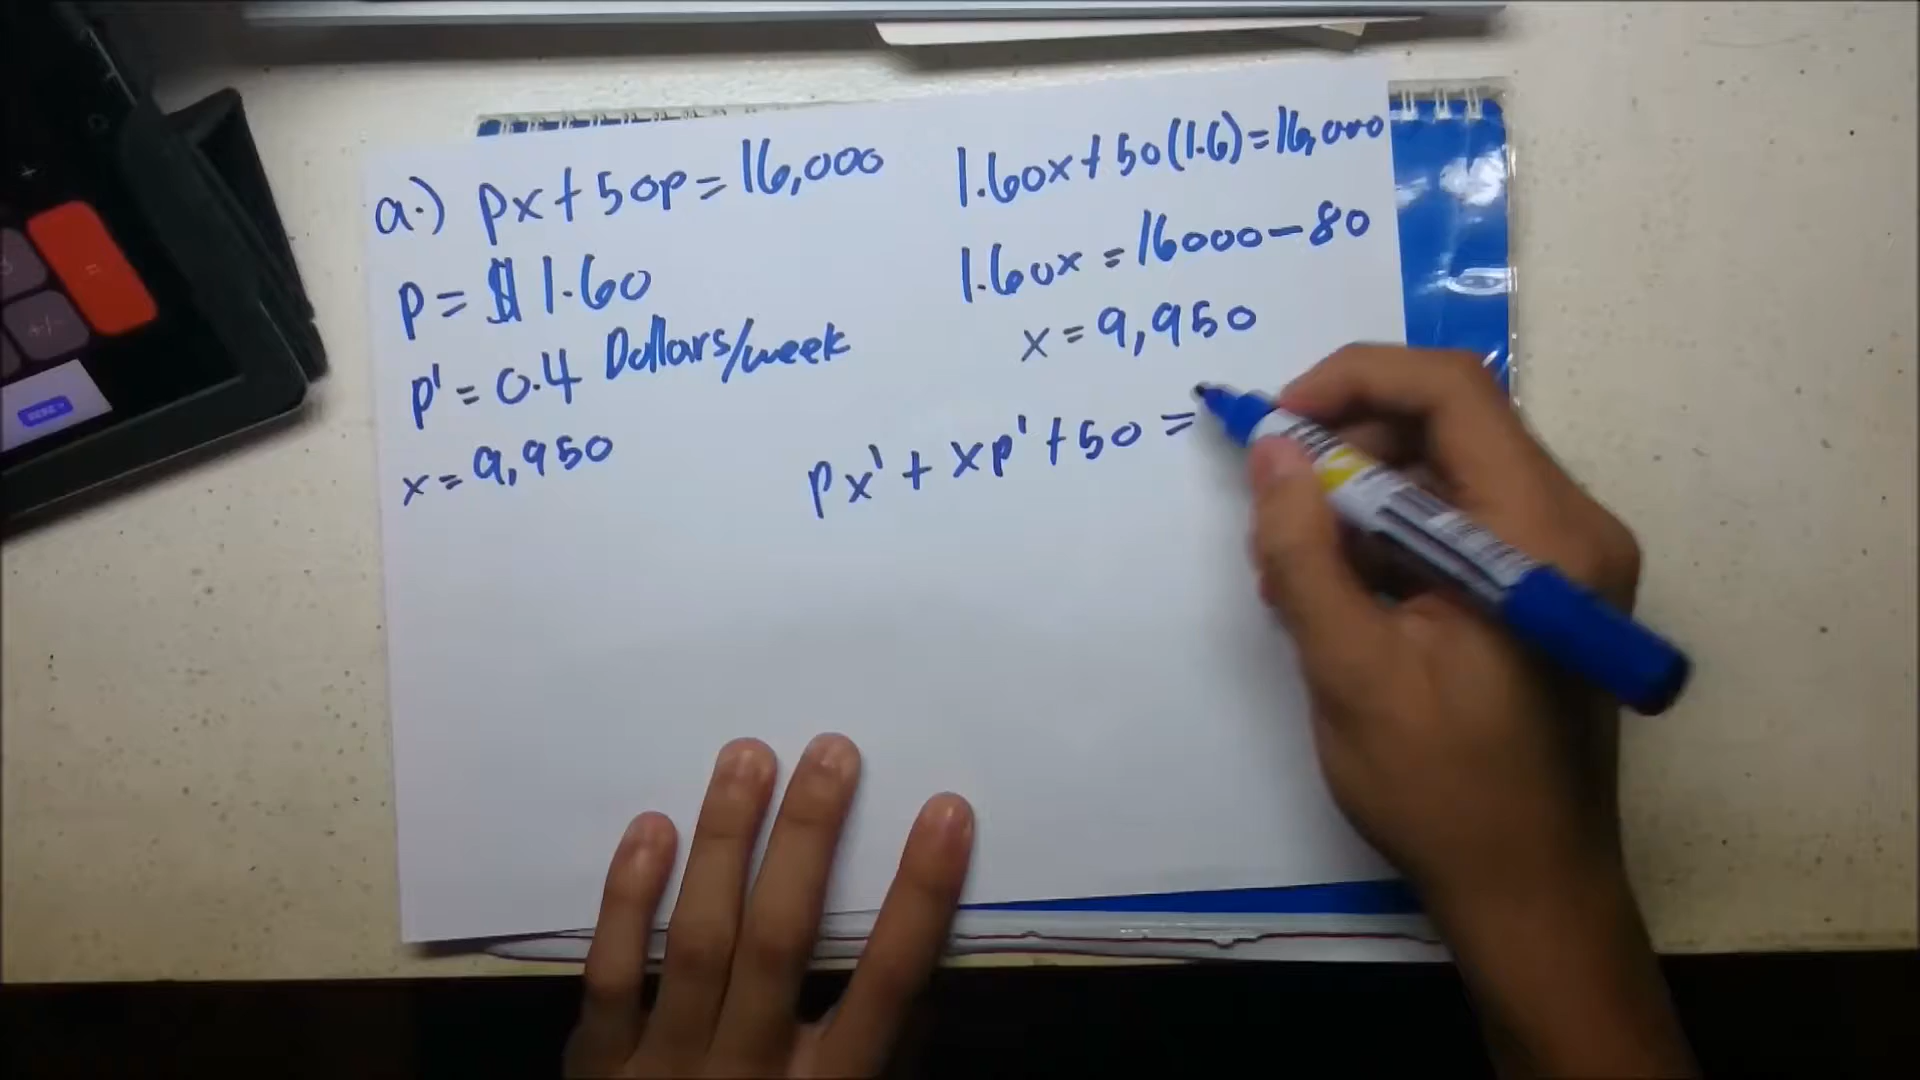 a.) px + 50p = 16,000
p = $ 1.60
p' = 0.4 Dollars/week
x = 9,950
1.60x + 50(1.6) = 16,000
1.60x = 16000 - 80
x = 9,950
px' + xp' + 50 =